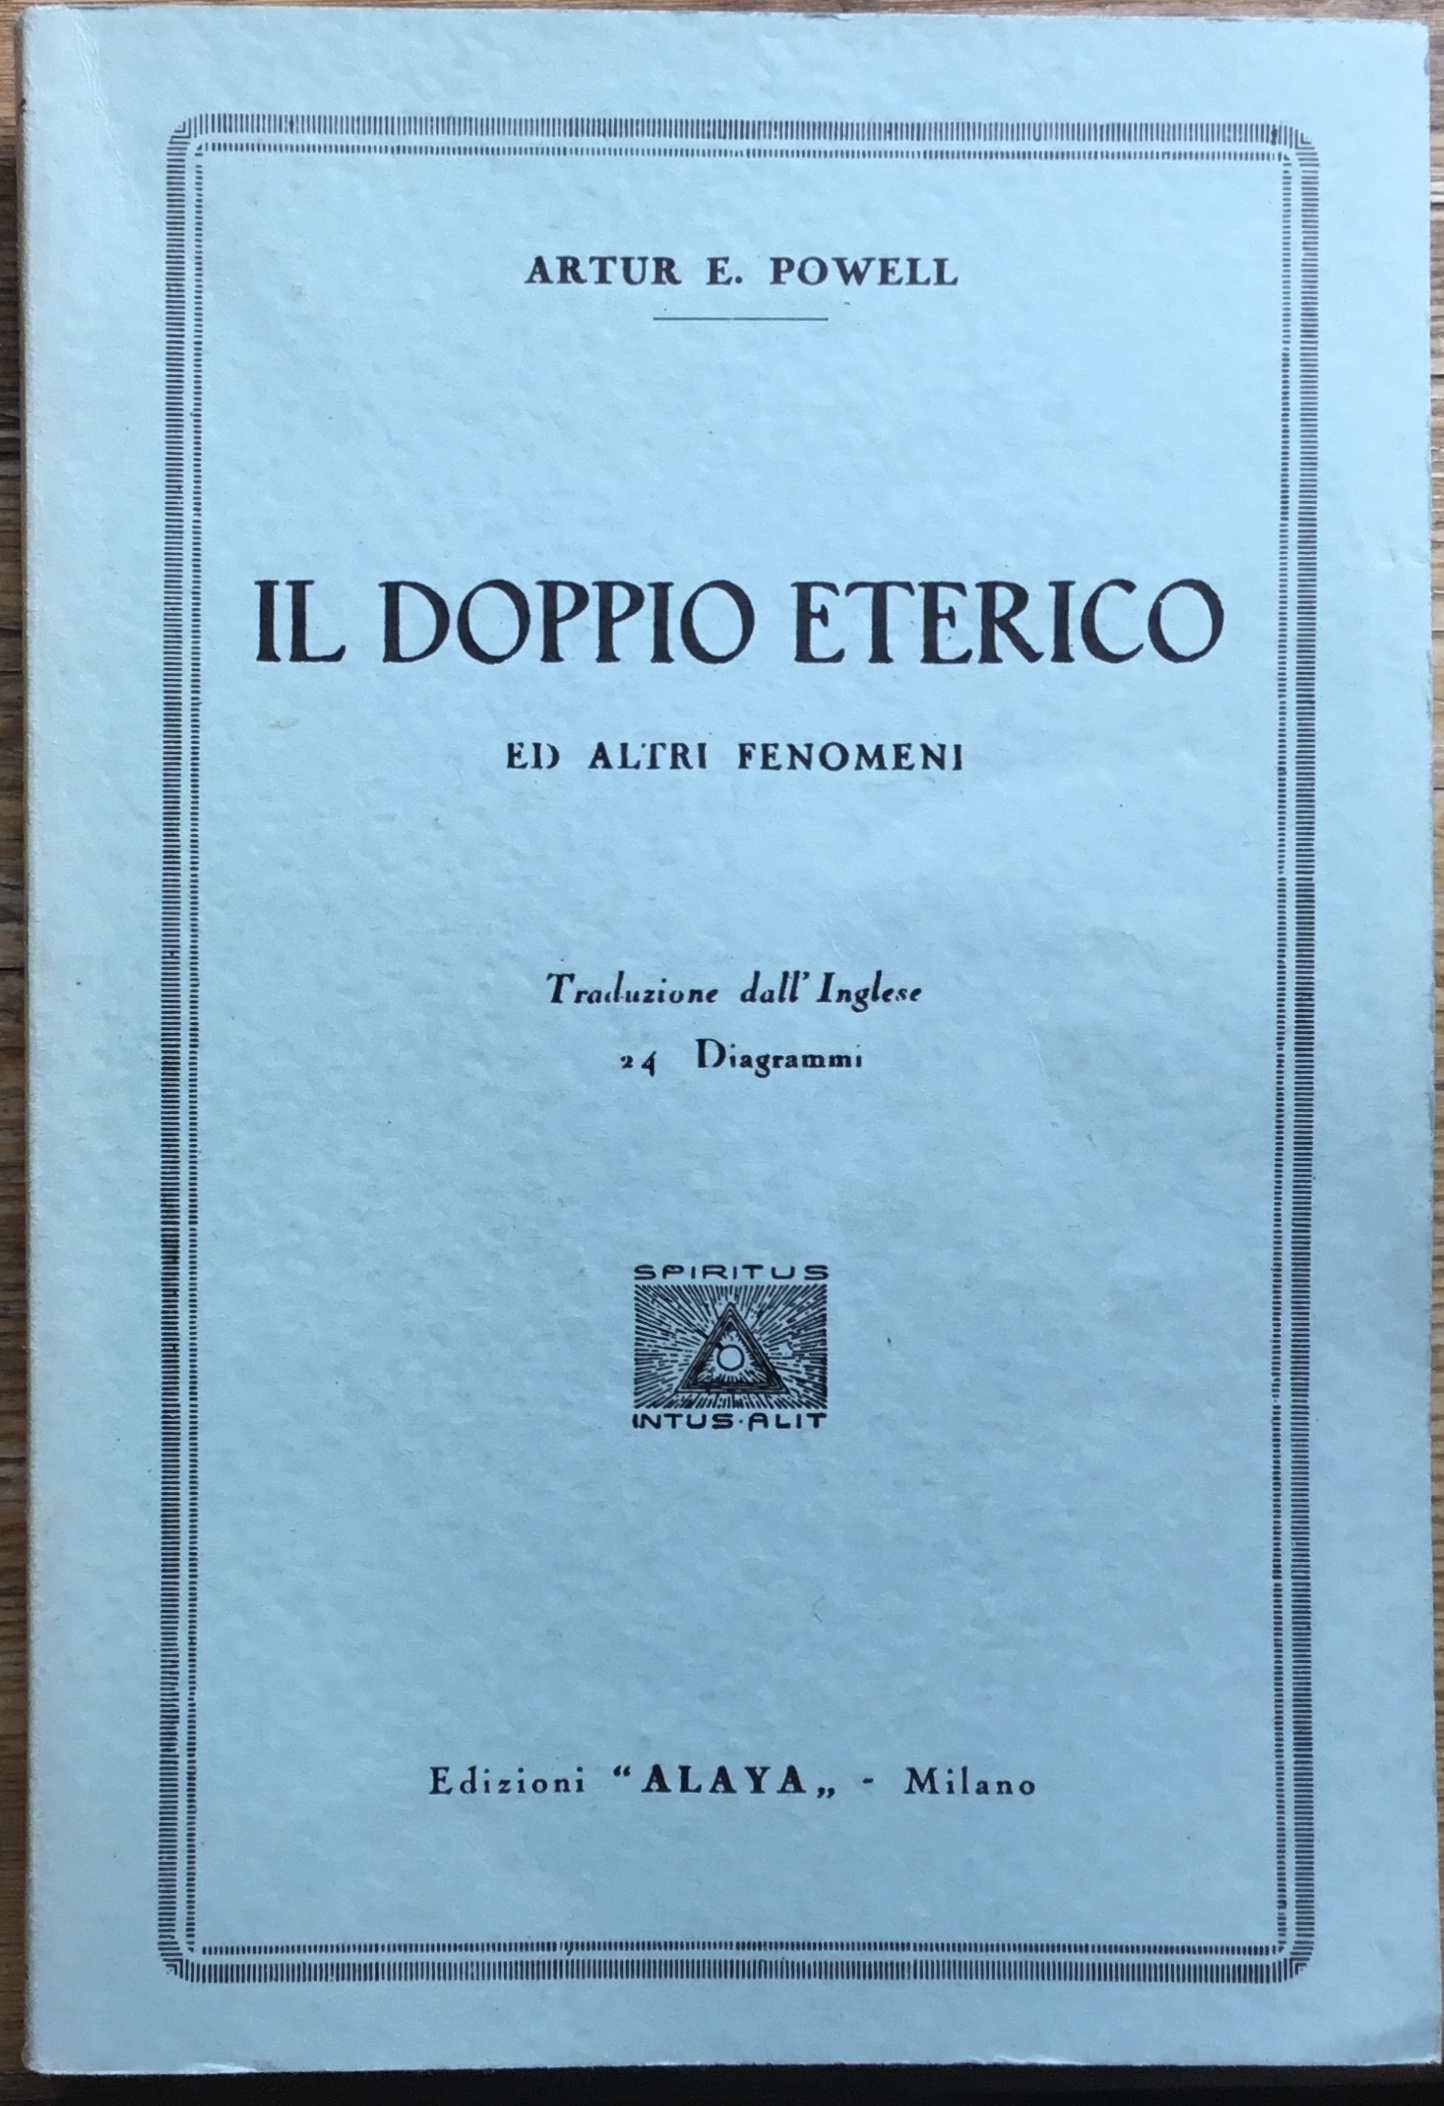 ARTUR E. POWELL
IL DOPPIO ETERICO
ED ALTRI FENOMENI
Traduzione dall' Inglese
24 Diagrammi
SPIRITUS
INTUS·ALIT
Edizioni “ALAYA„ - Milano